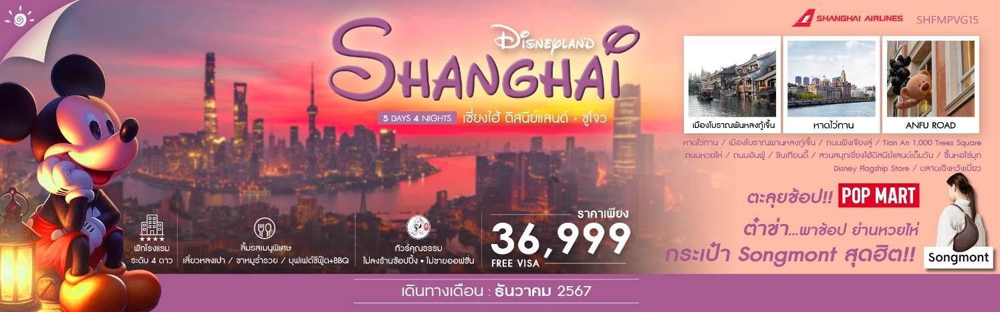 SHANGHAI AIRLINES SHFMPVG15
DISNEYLAND
SHANGHAI
5 DAYS 4 NIGHTS เซี่ยงไฮ้ ดิสนีย์แลนด์ • ซูโจว
เมืองโบราณพันหลงกู่เจิ้น
หาดไว่ทาน
ANFU ROAD
หาดไว่ทาน / เมืองโบราณผานหลงกู่เจิ้น / ถนนผิงเจียงลู่ / Tian An 1,000 Trees Square
ถนนหวยไห่ / ถนนอันฟู่ / ซินเทียนตี้ / สวนสนุกเซี่ยงไฮ้ดิสนีย์แลนด์เต็มวัน / ขึ้นหอไข่มุก
Disney Flagship Store / ตลาดเฉิงหวังเมี่ยว
ตะลุยช้อป!! POP MART
ต๋าข่า...พาช้อป ย่านหวยไห่
กระเป๋า Songmont สุดฮิต!!
Songmont
พักโรงแรม
ระดับ 4 ดาว
ลิ้มรสเมนูพิเศษ
เสี่ยวหลงเปา / ขาหมูร่ำรวย / บุฟเฟต์ซีฟู้ด+BBQ
ทัวร์คุณธรรม
ไม่ลงร้านช้อปปิ้ง • ไม่ขายออฟชั่น
ราคาเพียง
36,999
FREE VISA
เดินทางเดือน : ธันวาคม 2567